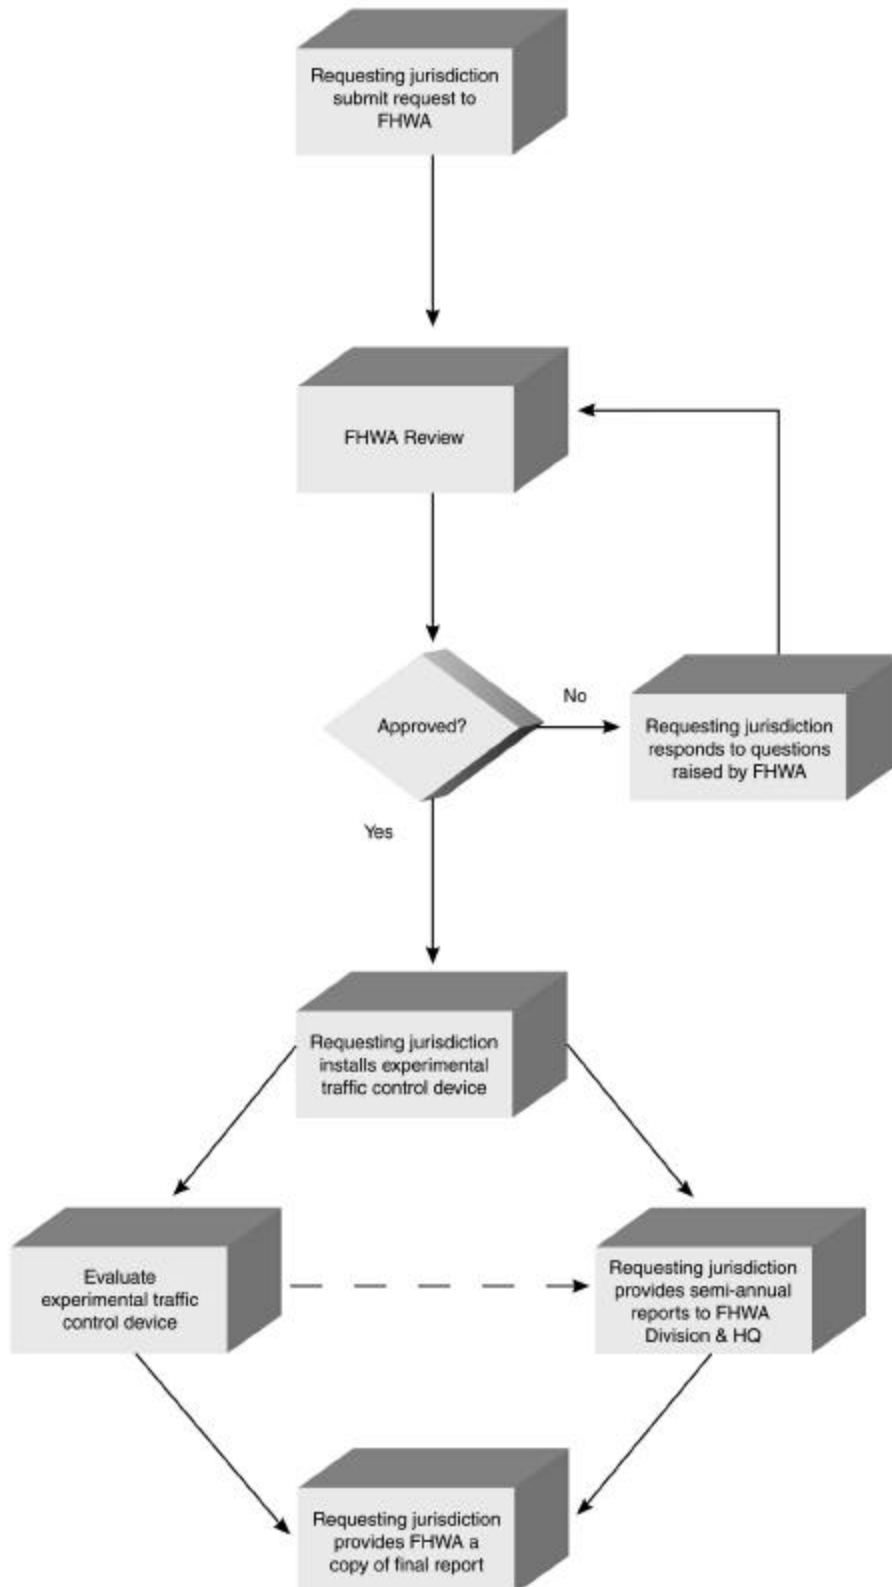 Requesting jurisdiction
submit request to
FHWA
FHWA Review
Approved?
No
Requesting jurisdiction
responds to questions
raised by FHWA
Yes
Requesting jurisdiction
installs experimental
traffic control device
Evaluate
experimental traffic
control device
Requesting jurisdiction
provides semi-annual
reports to FHWA
Division & HQ
Requesting jurisdiction
provides FHWA a
copy of final report